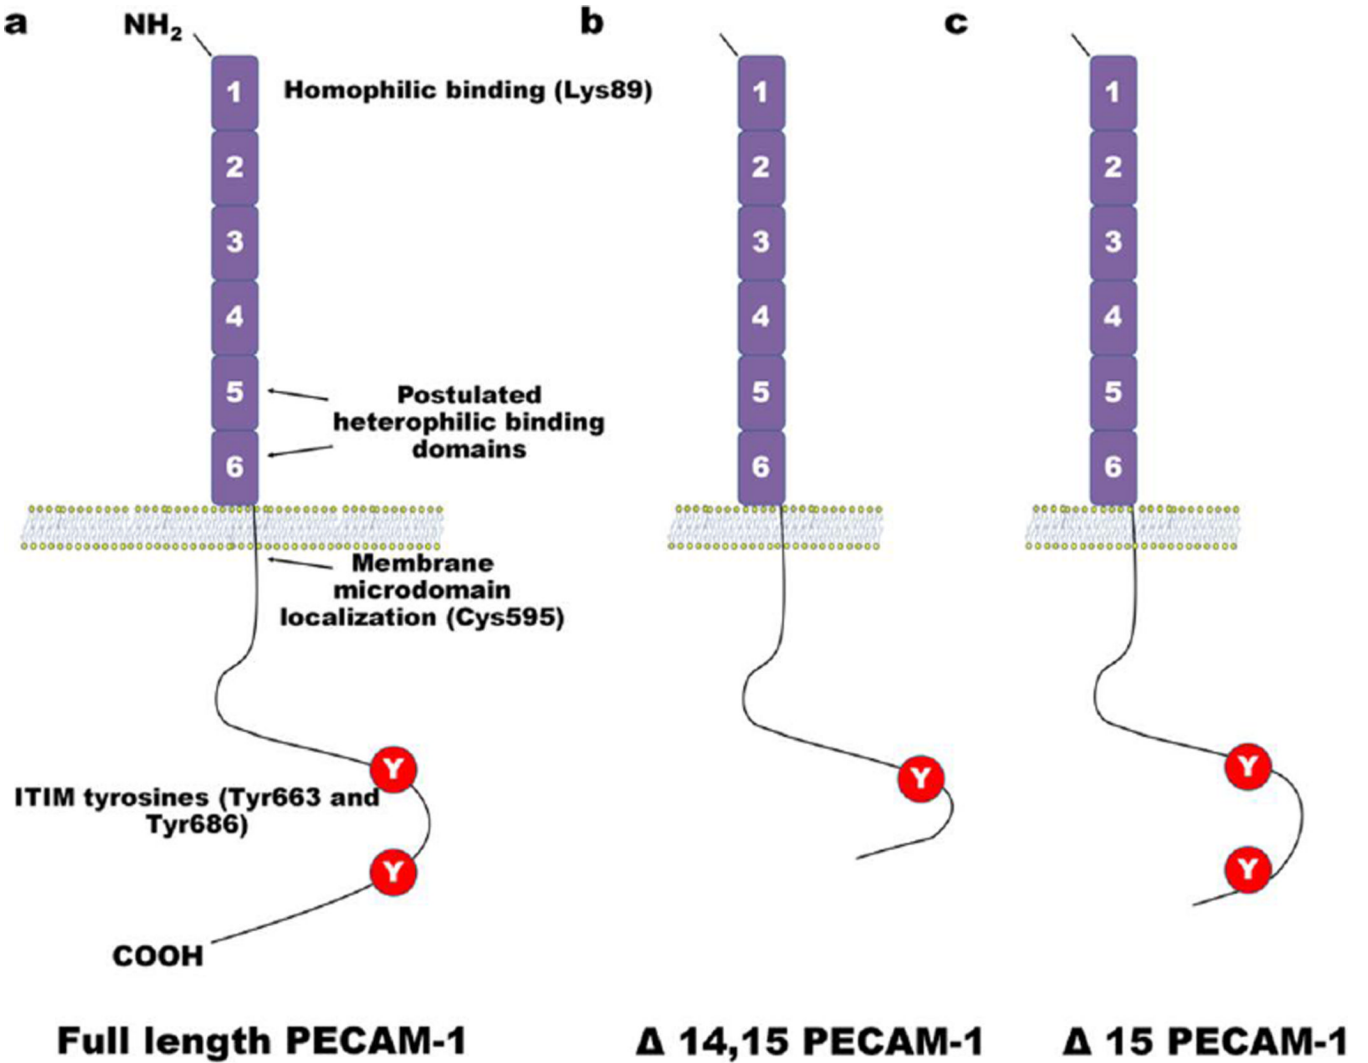 a
NH2
b
c
1
Homophilic binding (Lys89)
2
3
4
5
6
Postulated
heterophilic binding
domains
Membrane
microdomain
localization (Cys595)
Y
ITIM tyrosines (Tyr663 and
Tyr686)
Y
COOH
1
2
3
4
5
6
Y
1
2
3
4
5
6
Y
Y
Full length PECAM-1
Δ 14,15 PECAM-1
Δ 15 PECAM-1